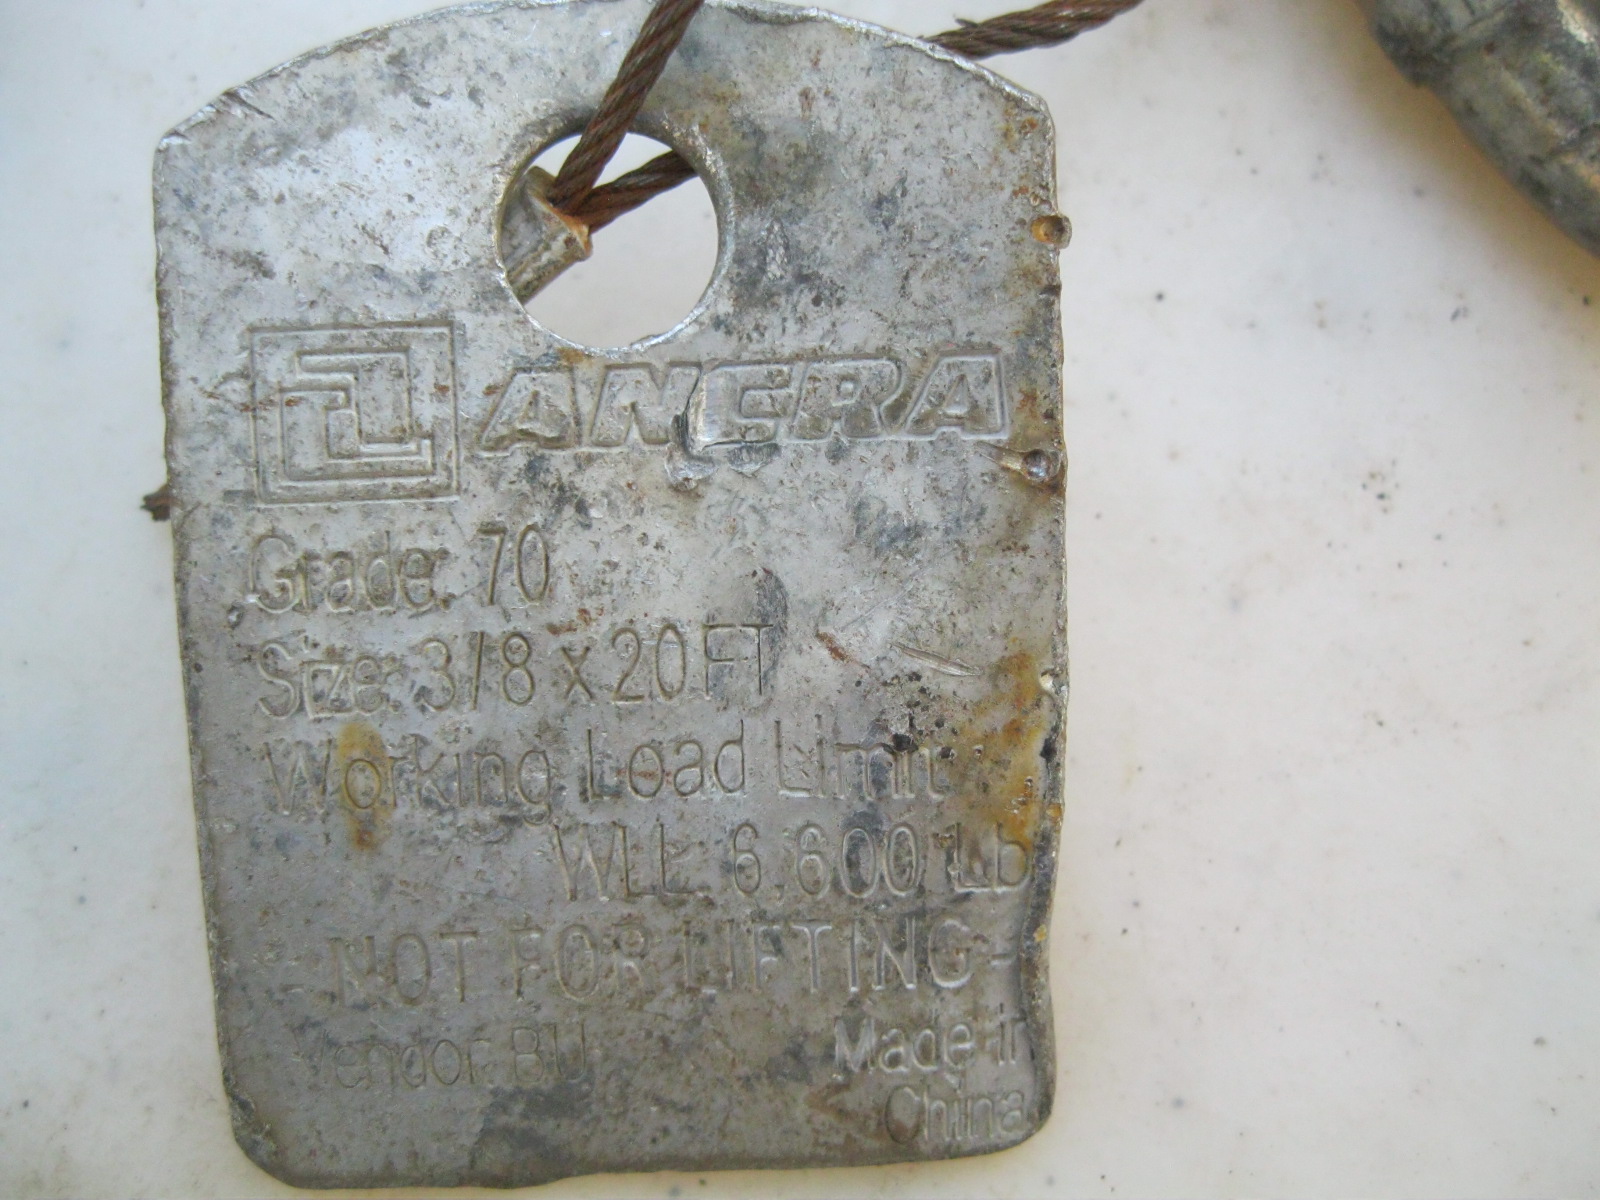 ANCRA
Grade: 70
Size: 3/8 x 20 FT
Working Load Limit :
WLL: 6,600 Lb
- NOT FOR LIFTING -
Vendor: BU
Made in
China